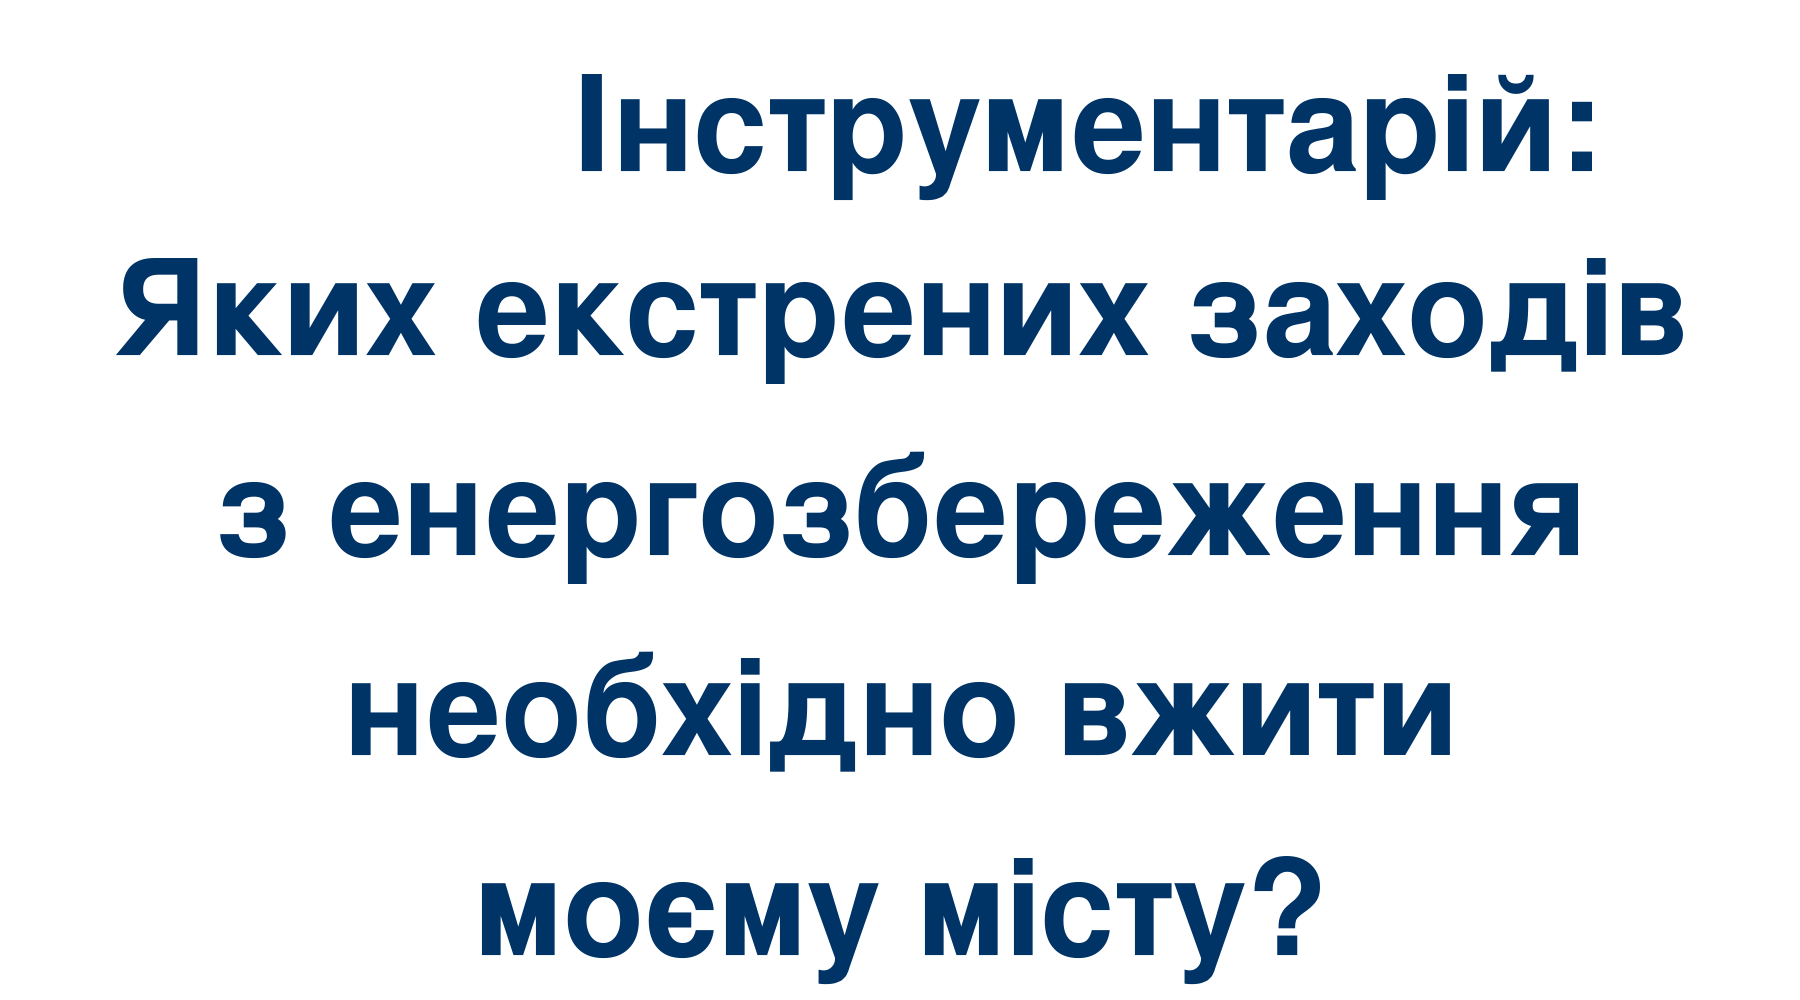 Інструментарій:
Яких екстрених заходів
з енергозбереження
необхідно вжити
моєму місту?